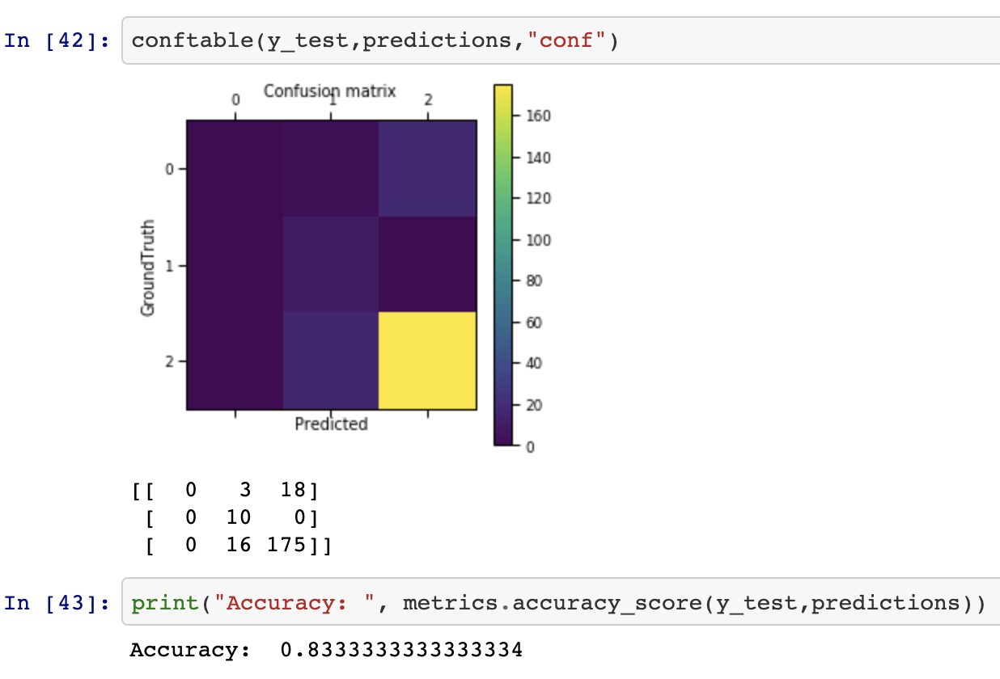 In [42]: conftable(y_test,predictions,"conf")
Confusion matrix
0 1 2
0
1
2
GroundTruth
Predicted
160
140
120
100
80
60
40
20
0
[[ 0 3 18]
[ 0 10 0]
[ 0 16 175]]
In [43]: print("Accuracy: ", metrics.accuracy_score(y_test,predictions))
Accuracy: 0.8333333333333334